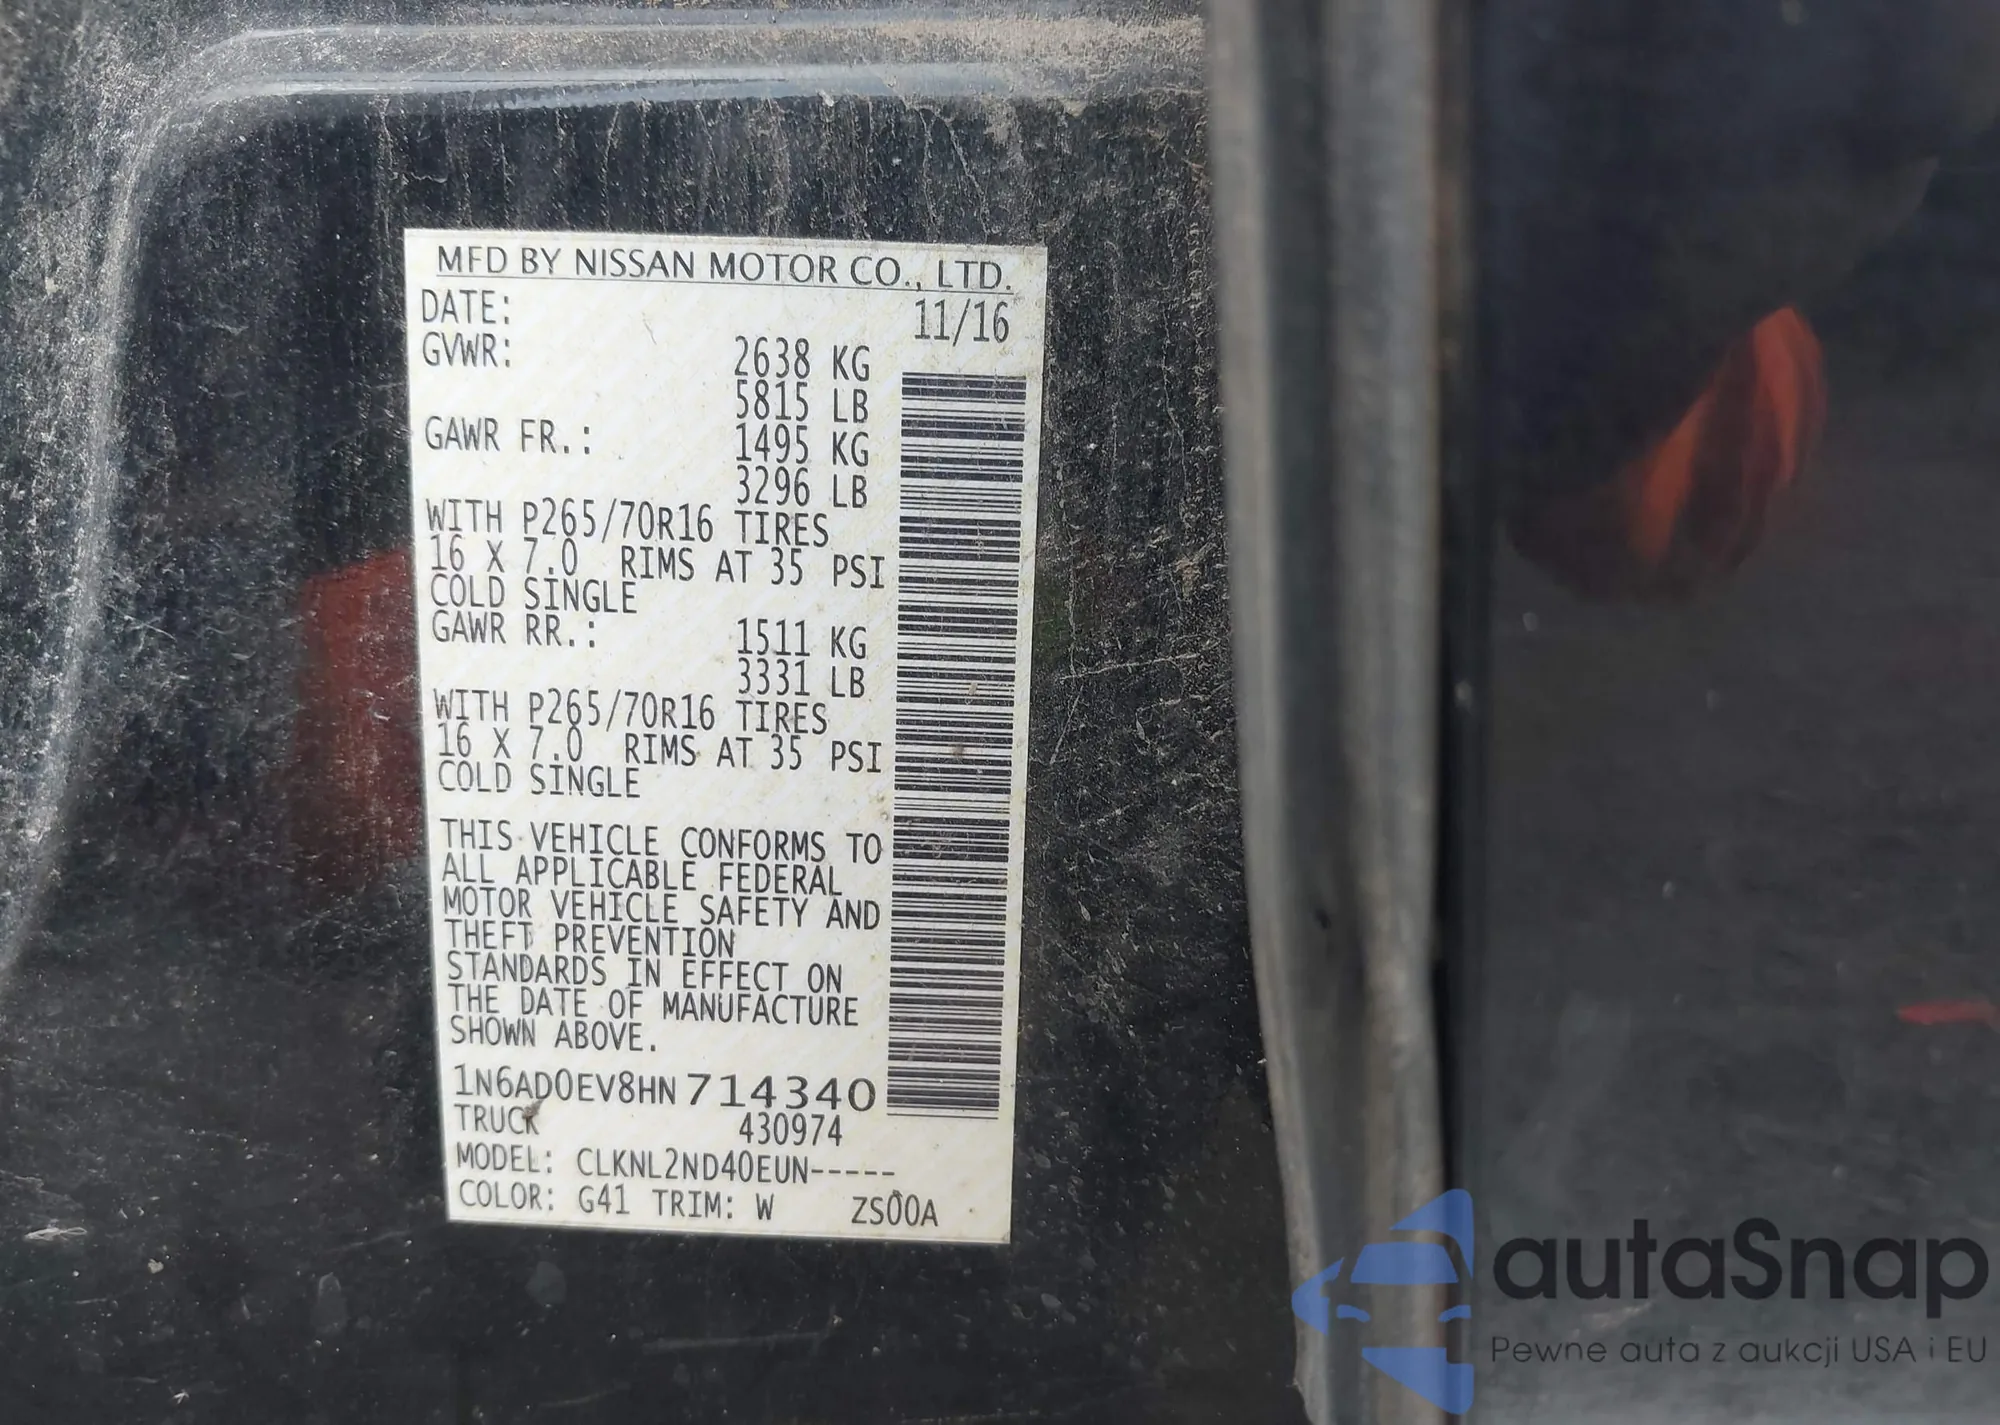 MFD BY NISSAN MOTOR CO., LTD.
DATE: 11/16
GVWR: 2638 KG
5815 LB
GAWR FR.: 1495 KG
3296 LB
WITH P265/70R16 TIRES
16 X 7.0 RIMS AT 35 PSI
COLD SINGLE
GAWR RR.: 1511 KG
3331 LB
WITH P265/70R16 TIRES
16 X 7.0 RIMS AT 35 PSI
COLD SINGLE
THIS VEHICLE CONFORMS TO
ALL APPLICABLE FEDERAL
MOTOR VEHICLE SAFETY AND
THEFT PREVENTION
STANDARDS IN EFFECT ON
THE DATE OF MANUFACTURE
SHOWN ABOVE.
1N6AD0EV8HN714340
TRUCK 430974
MODEL: CLKNL2ND40EUN-----
COLOR: G41 TRIM: W ZS00A
autaSnap
Pewne auta z aukcji USA i EU